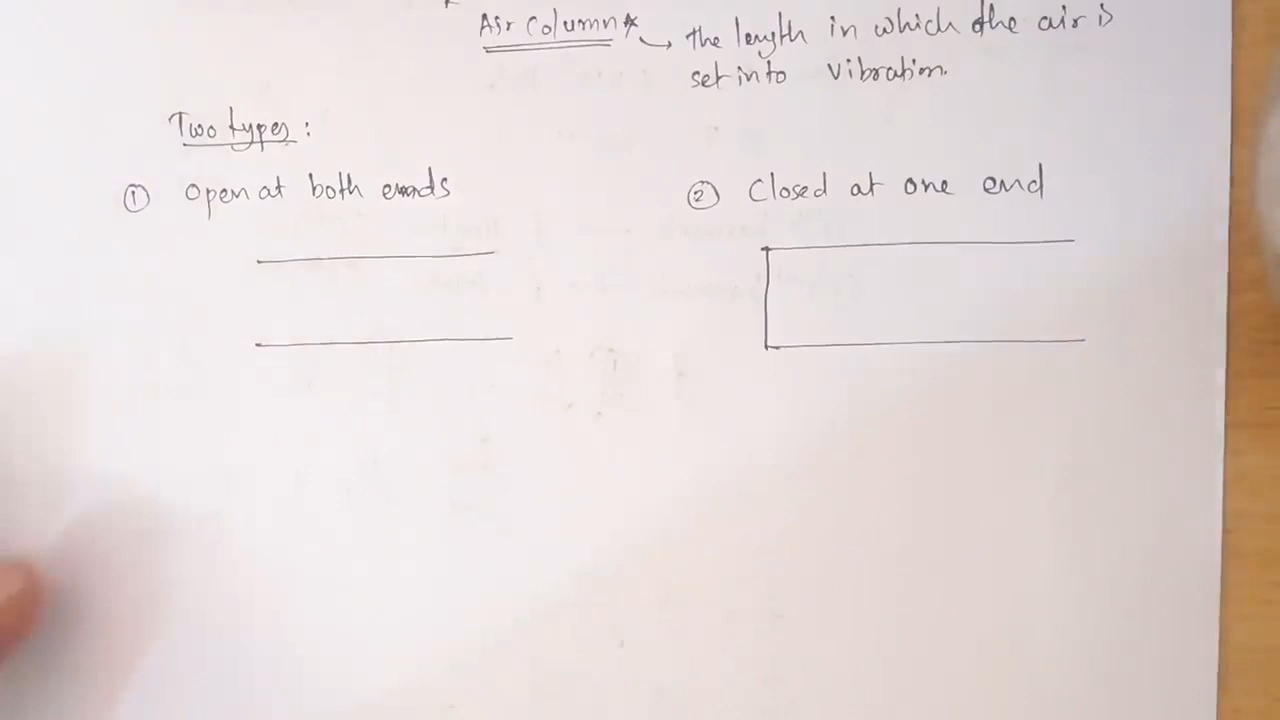 Air Column* → the length in which the air is
set into vibration.
Two types:
① Open at both ends
② Closed at one end